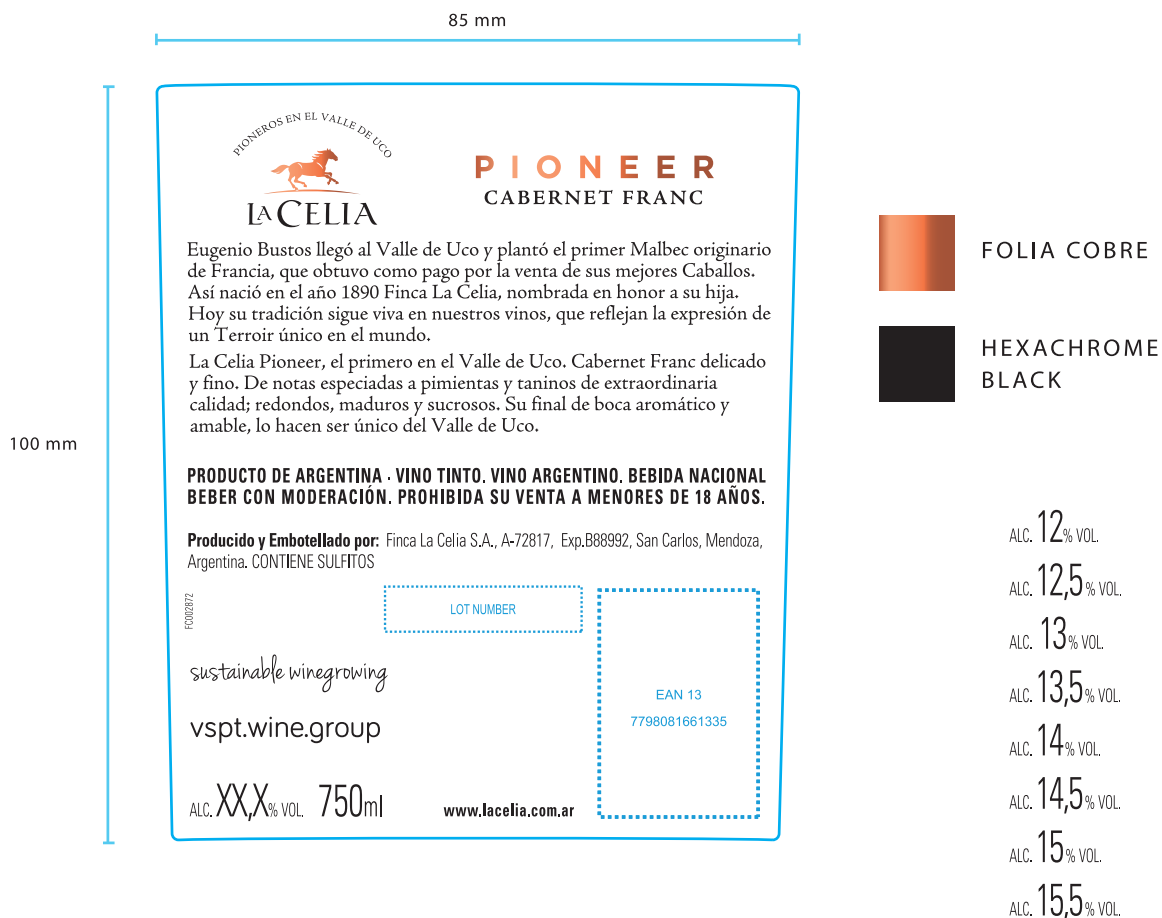 85 mm
100 mm
PIONEROS EN EL VALLE DE UCO
LA CELIA
PIONEER
CABERNET FRANC
Eugenio Bustos llegó al Valle de Uco y plantó el primer Malbec originario
de Francia, que obtuvo como pago por la venta de sus mejores Caballos.
Así nació en el año 1890 Finca La Celia, nombrada en honor a su hija.
Hoy su tradición sigue viva en nuestros vinos, que reflejan la expresión de
un Terroir único en el mundo.
La Celia Pioneer, el primero en el Valle de Uco. Cabernet Franc delicado
y fino. De notas especiadas a pimientas y taninos de extraordinaria
calidad; redondos, maduros y sucrosos. Su final de boca aromático y
amable, lo hacen ser único del Valle de Uco.
PRODUCTO DE ARGENTINA · VINO TINTO. VINO ARGENTINO. BEBIDA NACIONAL
BEBER CON MODERACIÓN. PROHIBIDA SU VENTA A MENORES DE 18 AÑOS.
Producido y Embotellado por: Finca La Celia S.A., A-72817, Exp.B88992, San Carlos, Mendoza,
Argentina. CONTIENE SULFITOS
FC002872
LOT NUMBER
sustainable winegrowing
vspt.wine.group
EAN 13
7798081661335
ALC. XX,X% VOL. 750ml
www.lacelia.com.ar
FOLIA COBRE
HEXACHROME
BLACK
ALC. 12% VOL.
ALC. 12,5% VOL.
ALC. 13% VOL.
ALC. 13,5% VOL.
ALC. 14% VOL.
ALC. 14,5% VOL.
ALC. 15% VOL.
ALC. 15,5% VOL.